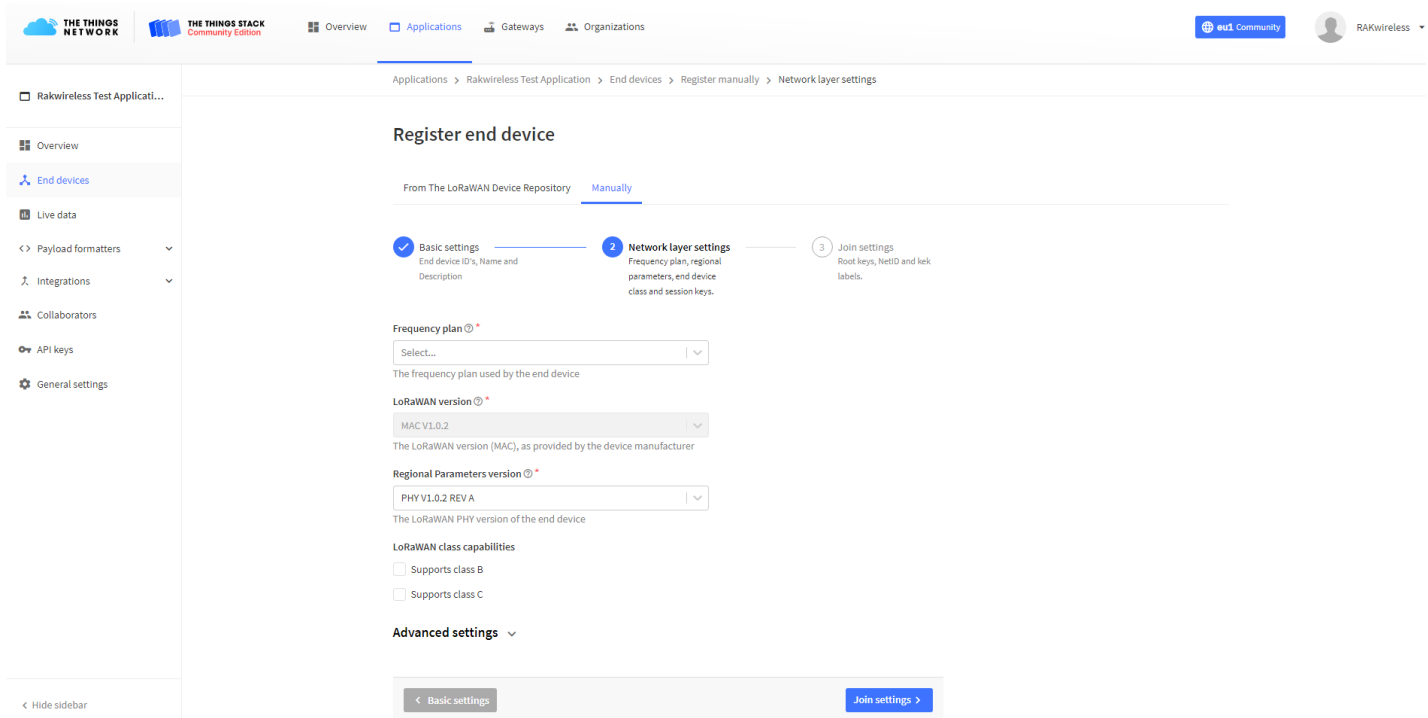 THE THINGS
NETWORK
THE THINGS STACK
Community Edition
Overview
Applications
Gateways
Organizations
eu1 Community
RAKwireless
Rakwireless Test Applicati...
Overview
End devices
Live data
Payload formatters
Integrations
Collaborators
API keys
General settings
Hide sidebar
Applications > Rakwireless Test Application > End devices > Register manually > Network layer settings
Register end device
From The LoRaWAN Device Repository
Manually
Basic settings
End device ID's, Name and
Description
2
Network layer settings
Frequency plan, regional
parameters, end device
class and session keys.
3
Join settings
Root keys, NetID and kek
labels.
Frequency plan *
Select...
The frequency plan used by the end device
LoRaWAN version *
MAC V1.0.2
The LoRaWAN version (MAC), as provided by the device manufacturer
Regional Parameters version *
PHY V1.0.2 REV A
The LoRaWAN PHY version of the end device
LoRaWAN class capabilities
Supports class B
Supports class C
Advanced settings
< Basic settings
Join settings >